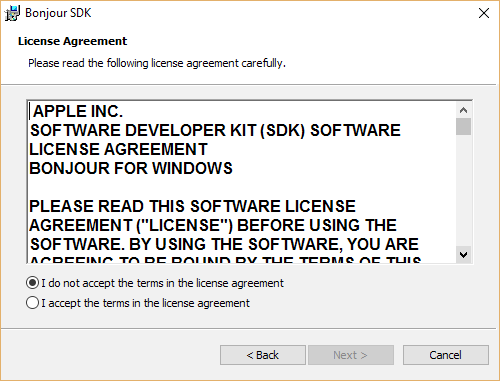 Bonjour SDK
License Agreement
Please read the following license agreement carefully.
APPLE INC.
SOFTWARE DEVELOPER KIT (SDK) SOFTWARE
LICENSE AGREEMENT
BONJOUR FOR WINDOWS
PLEASE READ THIS SOFTWARE LICENSE
AGREEMENT ("LICENSE") BEFORE USING THE
SOFTWARE. BY USING THE SOFTWARE, YOU ARE
AGREEING TO BE BOUND BY THE TERMS OF THIS
I do not accept the terms in the license agreement
I accept the terms in the license agreement
< Back
Next >
Cancel